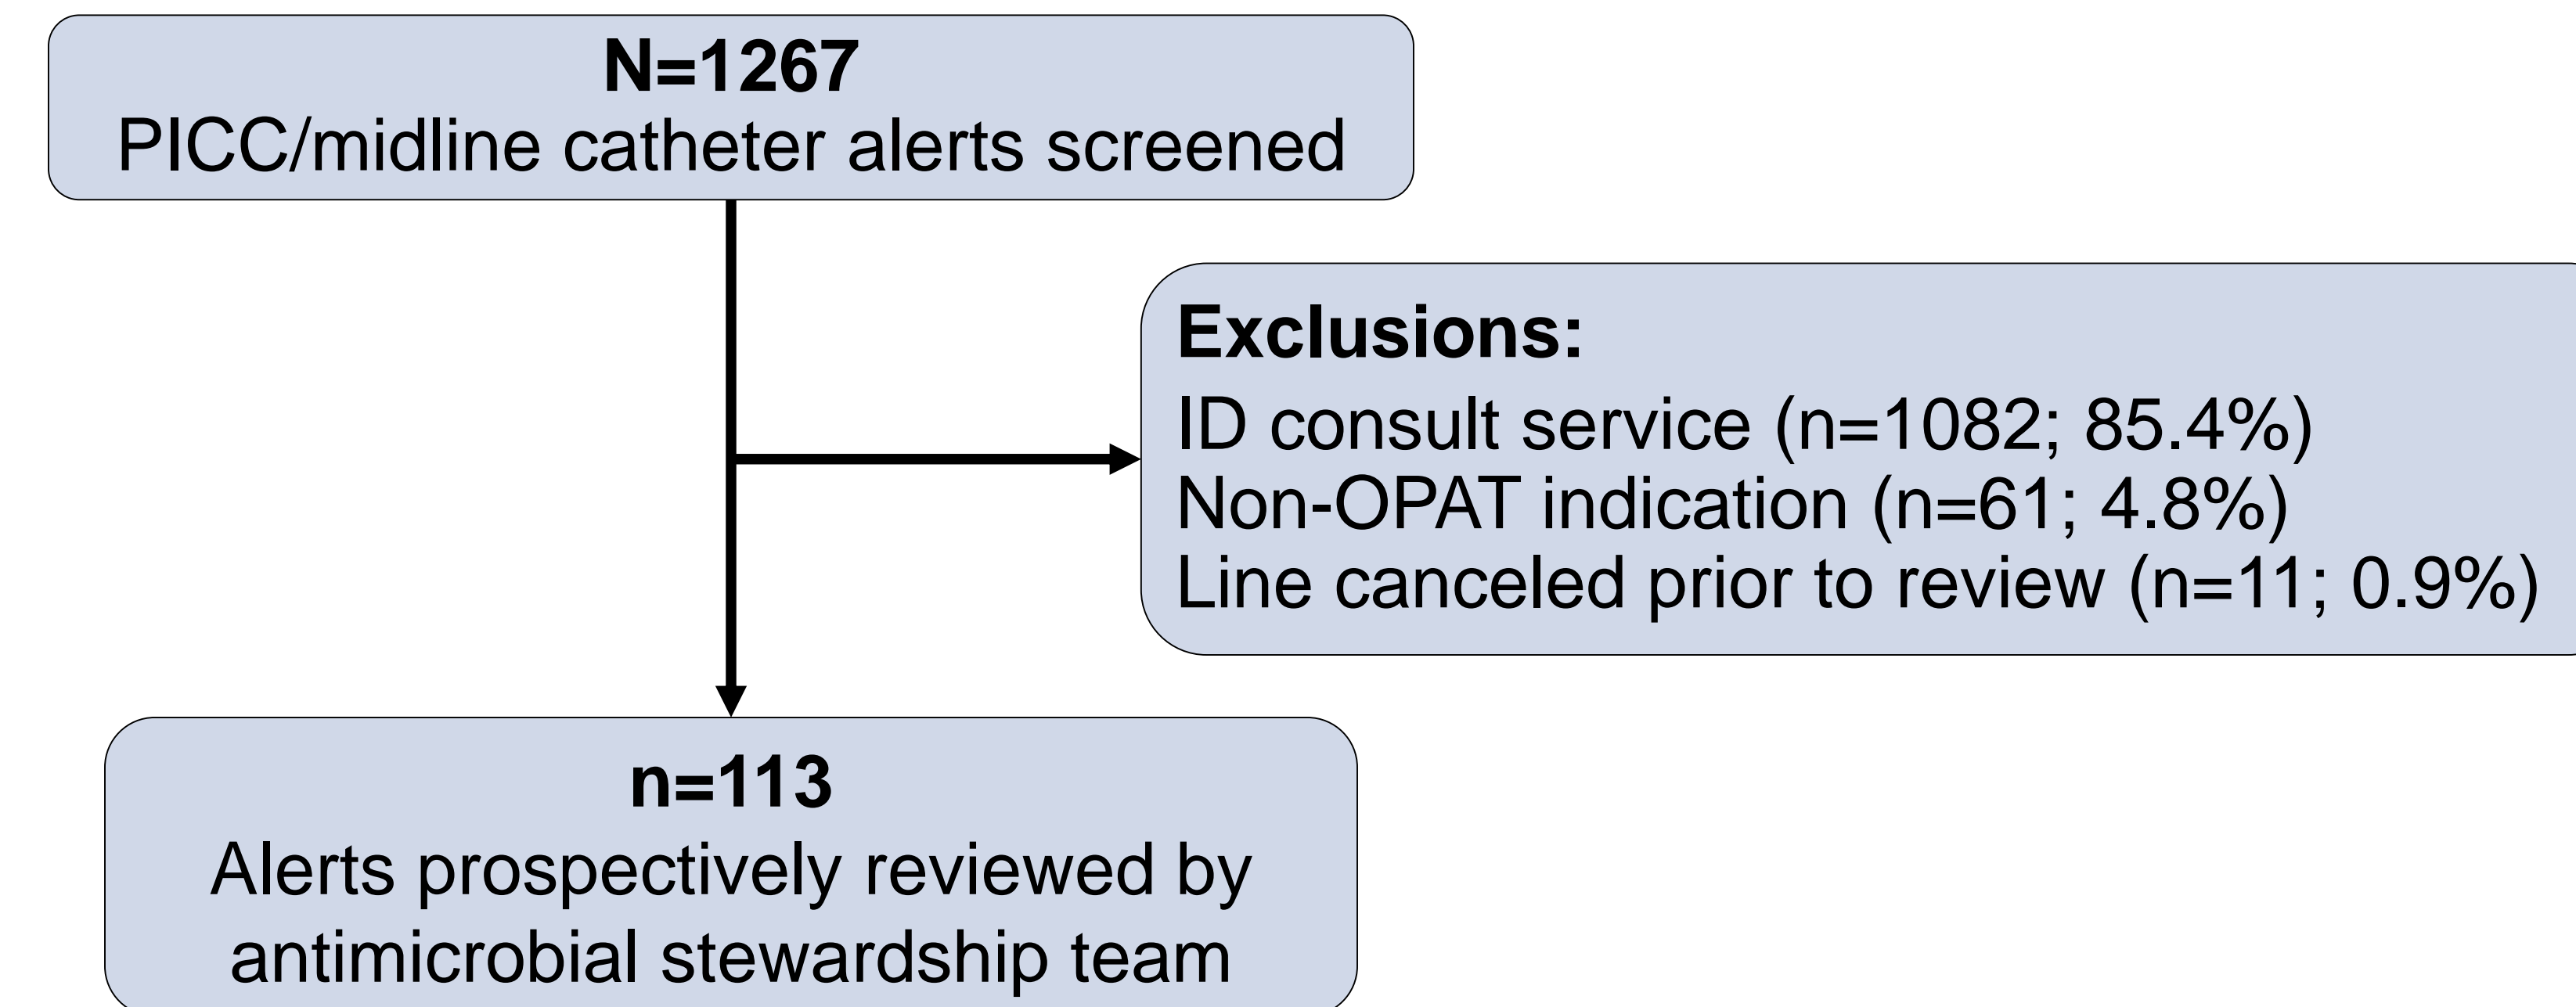 N=1267
PICC/midline catheter alerts screened
Exclusions:
ID consult service (n=1082; 85.4%)
Non-OPAT indication (n=61; 4.8%)
Line canceled prior to review (n=11; 0.9%)
n=113
Alerts prospectively reviewed by
antimicrobial stewardship team